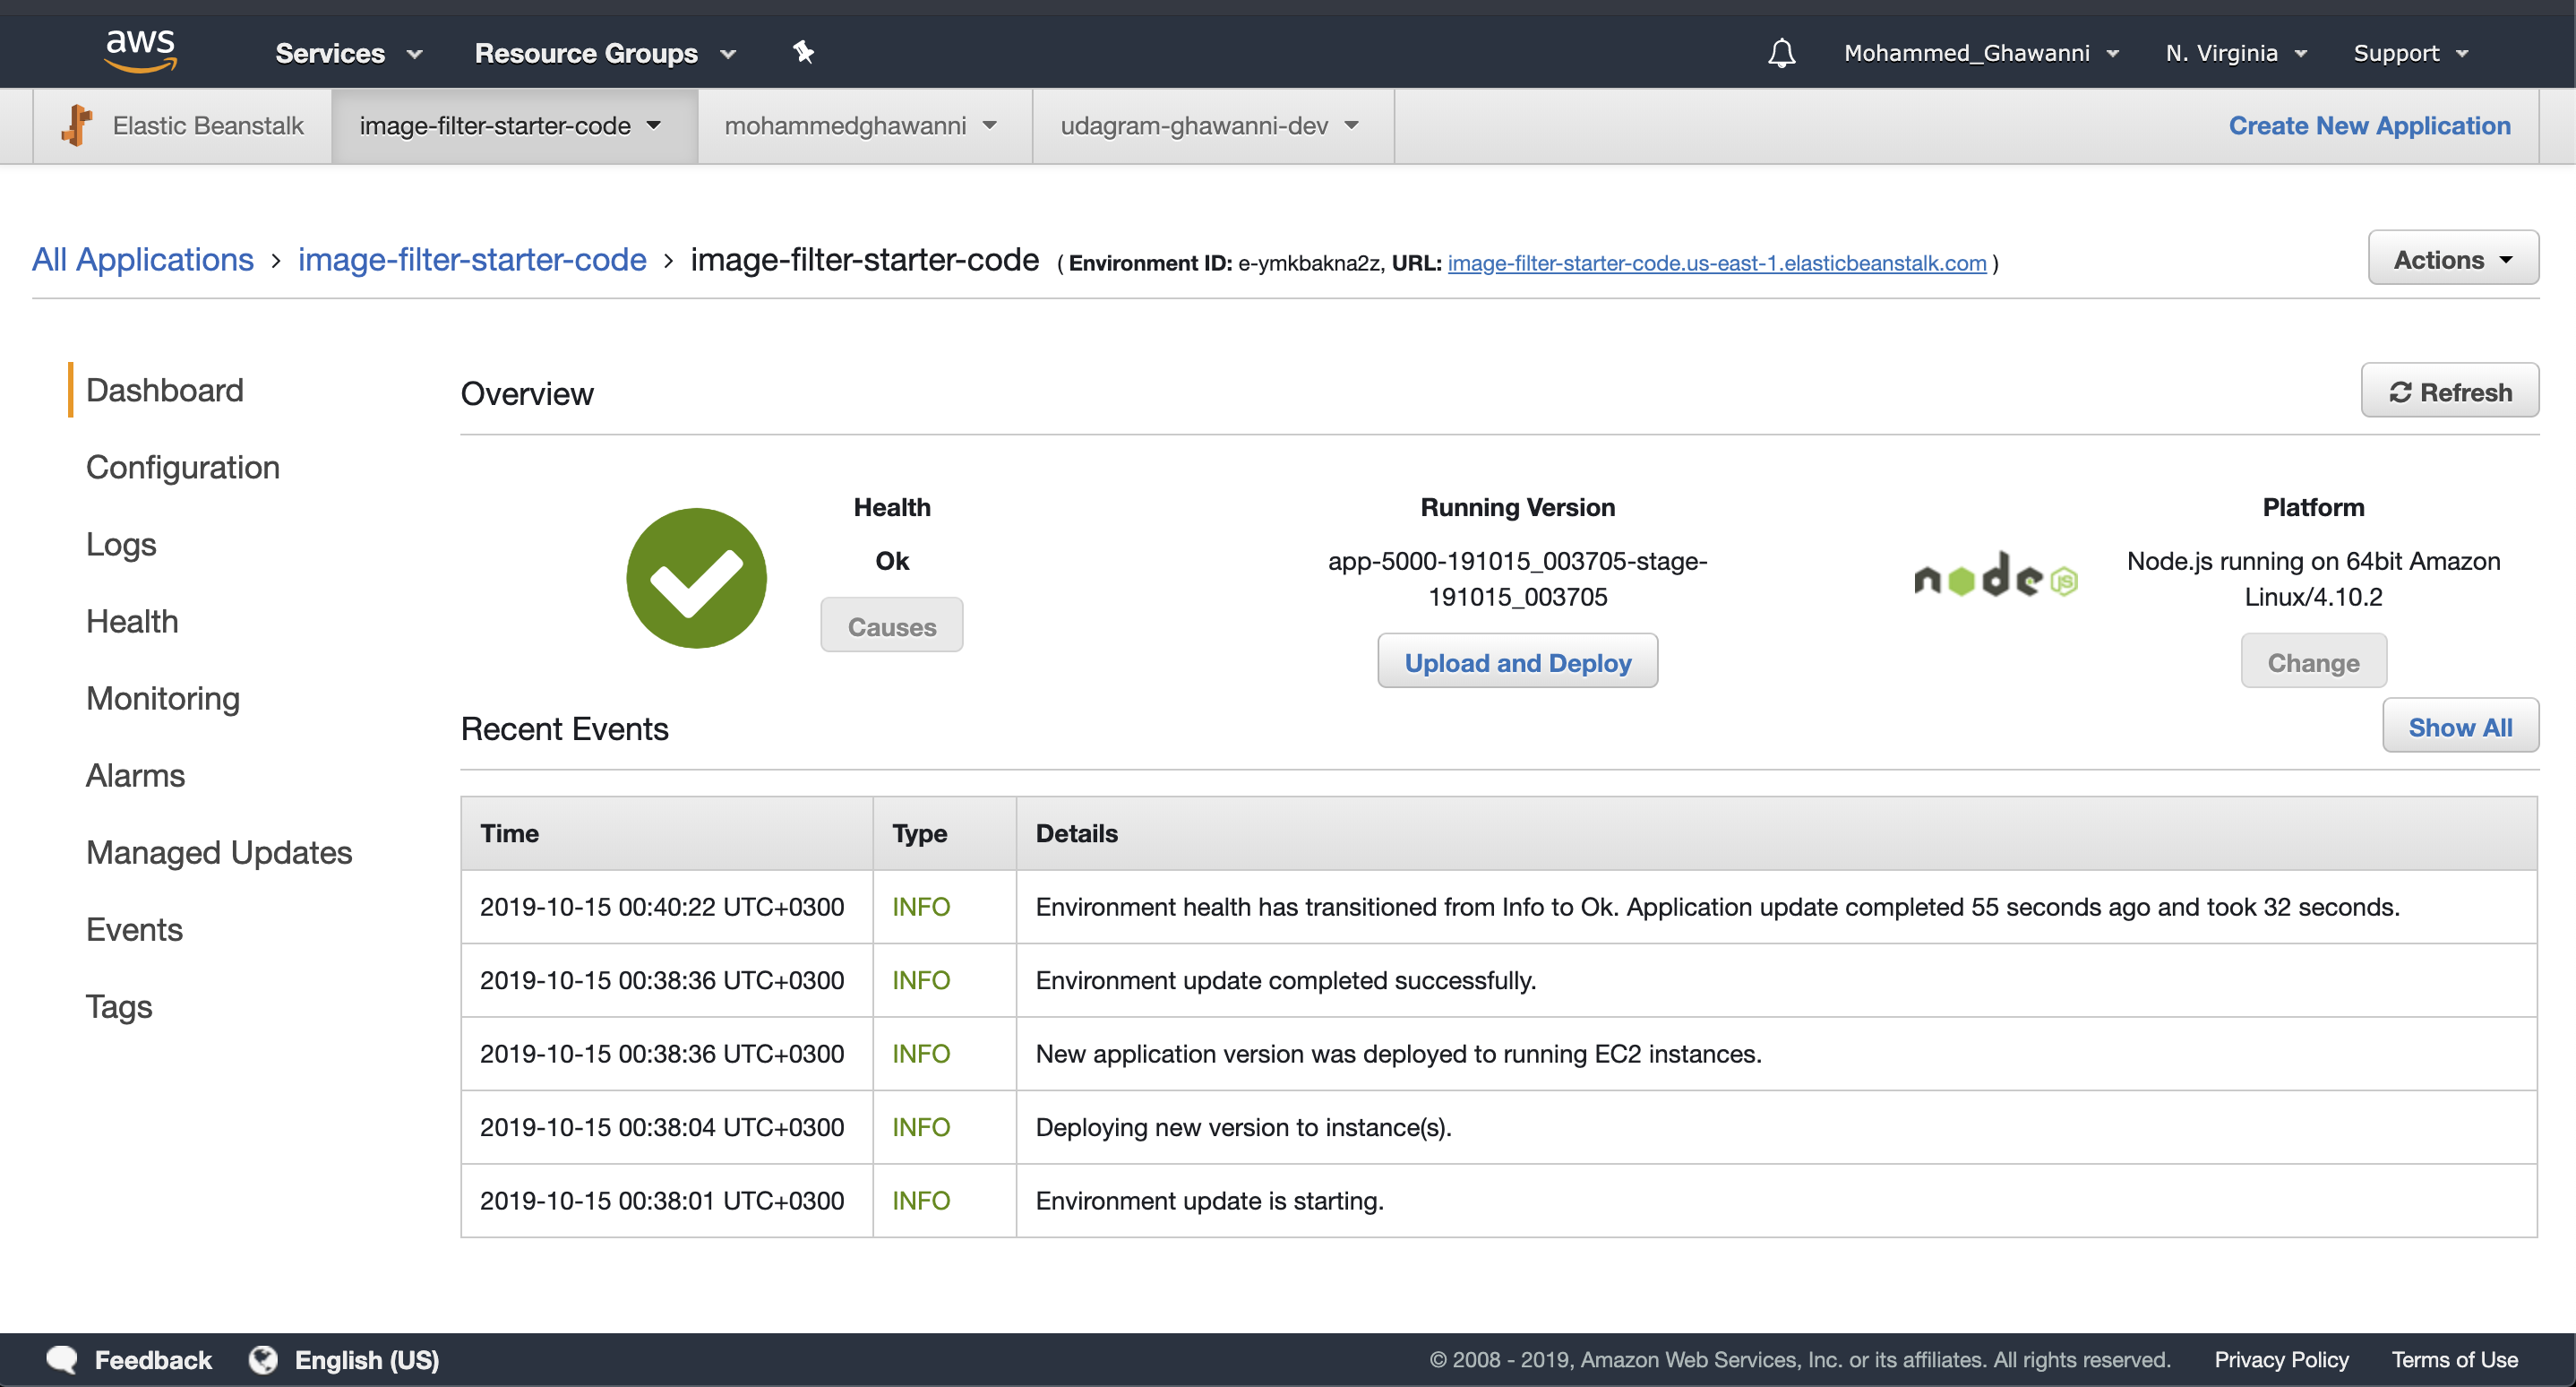 aws Services Resource Groups Mohammed_Ghawanni N. Virginia Support
Elastic Beanstalk image-filter-starter-code mohammedghawanni udagram-ghawanni-dev Create New Application
All Applications › image-filter-starter-code › image-filter-starter-code ( Environment ID: e-ymkbakna2z, URL: image-filter-starter-code.us-east-1.elasticbeanstalk.com ) Actions
Dashboard
Configuration
Logs
Health
Monitoring
Alarms
Managed Updates
Events
Tags
Overview Refresh
Health
Ok
Causes
Running Version
app-5000-191015_003705-stage-
191015_003705
Upload and Deploy
node JS
Platform
Node.js running on 64bit Amazon
Linux/4.10.2
Change
Recent Events Show All
Time Type Details
2019-10-15 00:40:22 UTC+0300 INFO Environment health has transitioned from Info to Ok. Application update completed 55 seconds ago and took 32 seconds.
2019-10-15 00:38:36 UTC+0300 INFO Environment update completed successfully.
2019-10-15 00:38:36 UTC+0300 INFO New application version was deployed to running EC2 instances.
2019-10-15 00:38:04 UTC+0300 INFO Deploying new version to instance(s).
2019-10-15 00:38:01 UTC+0300 INFO Environment update is starting.
Feedback English (US) © 2008 - 2019, Amazon Web Services, Inc. or its affiliates. All rights reserved. Privacy Policy Terms of Use